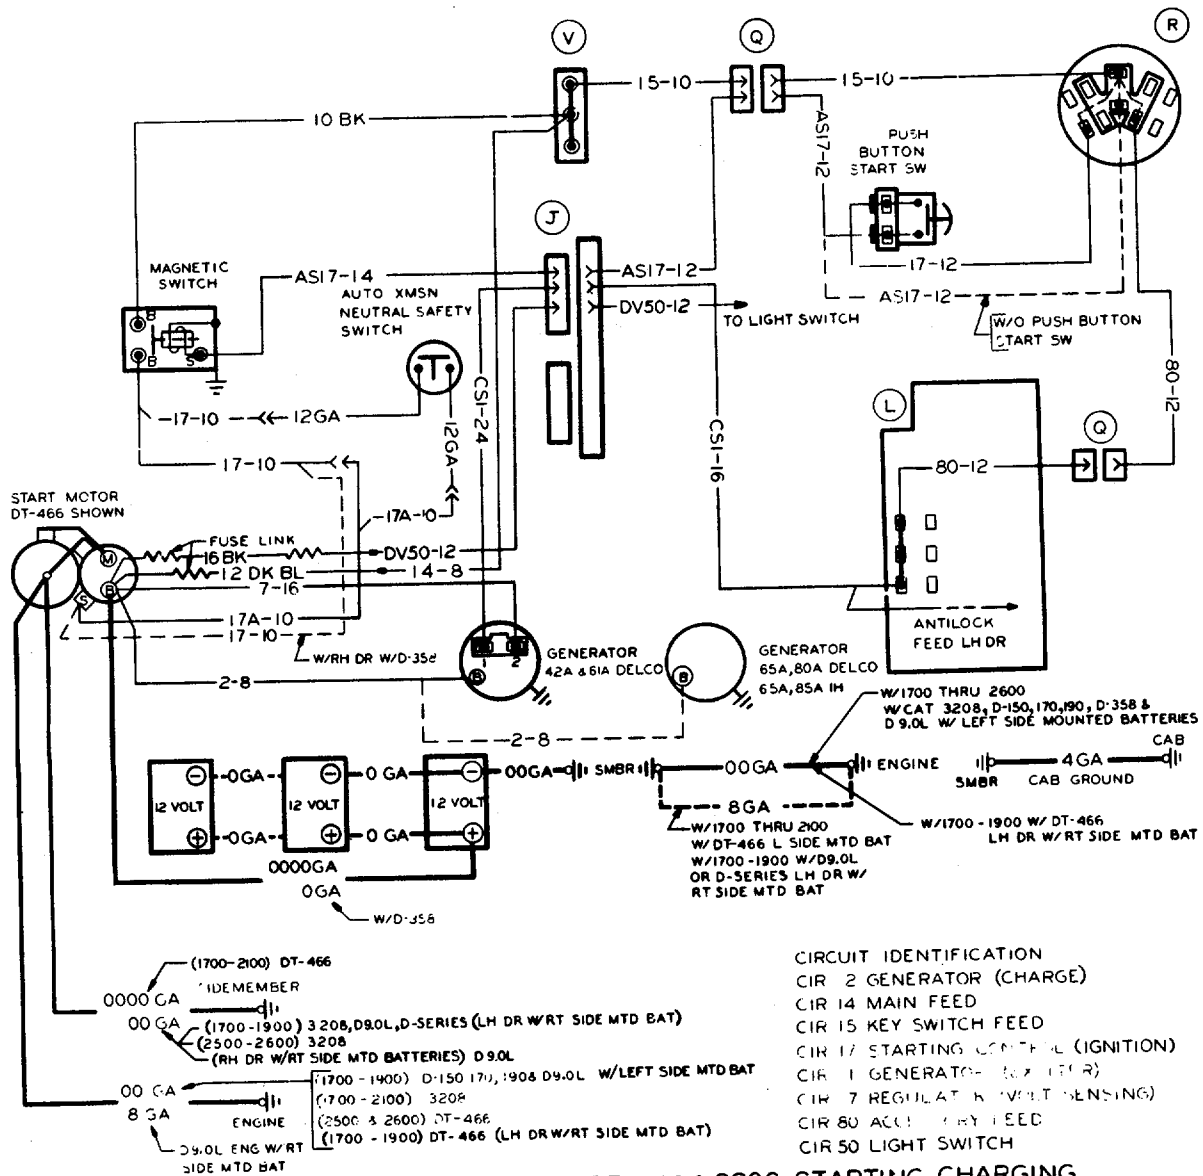 V
Q
R
15-10
15-10
10 BK
AS17-12
PUSH
BUTTON
START SW
J
MAGNETIC
SWITCH
AS17-14
AS17-12
17-12
AUTO XMSN
NEUTRAL SAFETY
SWITCH
DV50-12
TO LIGHT SWITCH
AS17-12
W/O PUSH BUTTON
START SW
B
B
S
80-12
CS1-24
CS1-16
L
Q
17-10
12GA
12GA
17-10
80-12
START MOTOR
DT-466 SHOWN
17A-10
FUSE LINK
M
16 BK
DV50-12
12 DK BL
14-8
B
7-16
S
17A-10
17-10
ANTILOCK
FEED LH DR
W/RH DR W/D-358
2
B
GENERATOR
42A & 61A DELCO
B
GENERATOR
65A, 80A DELCO
65A, 85A IH
2-8
2-8
W/1700 THRU 2600
W/CAT 3208, D-150, 170, 190, D-358 &
D 9.0L W/ LEFT SIDE MOUNTED BATTERIES
12 VOLT
0GA
12 VOLT
0 GA
12 VOLT
00GA
SMBR
00GA
ENGINE
SMBR
4GA
CAB
CAB GROUND
0GA
0 GA
8GA
W/1700 THRU 2100
W/DT-466 L SIDE MTD BAT
W/1700-1900 W/D9.0L
OR D-SERIES LH DR W/
RT SIDE MTD BAT
W/1700 - 1900 W/ DT-466
LH DR W/RT SIDE MTD BAT
0000GA
0GA
W/D-358
(1700-2100) DT-466
IDEMEMBER
0000 GA
00 GA
(1700-1900) 3208, D9.0L, D-SERIES (LH DR W/RT SIDE MTD BAT)
(2500-2600) 3208
(RH DR W/RT SIDE MTD BATTERIES) D 9.0L
00 GA
8 GA
ENGINE
(1700 - 1900) D-150 170, 190 & D9.0L W/LEFT SIDE MTD BAT
(1700 - 2100) 3208
(2500 & 2600) DT-466
(1700 - 1900) DT-466 (LH DR W/RT SIDE MTD BAT)
D9.0L ENG W/RT
SIDE MTD BAT
CIRCUIT IDENTIFICATION
CIR 2 GENERATOR (CHARGE)
CIR 14 MAIN FEED
CIR 15 KEY SWITCH FEED
CIR 17 STARTING (IGNITION)
CIR 1 GENERATOR
CIR 7 SENSING)
CIR 80 FEED
CIR 50 LIGHT SWITCH
3208 STARTING CHARGING